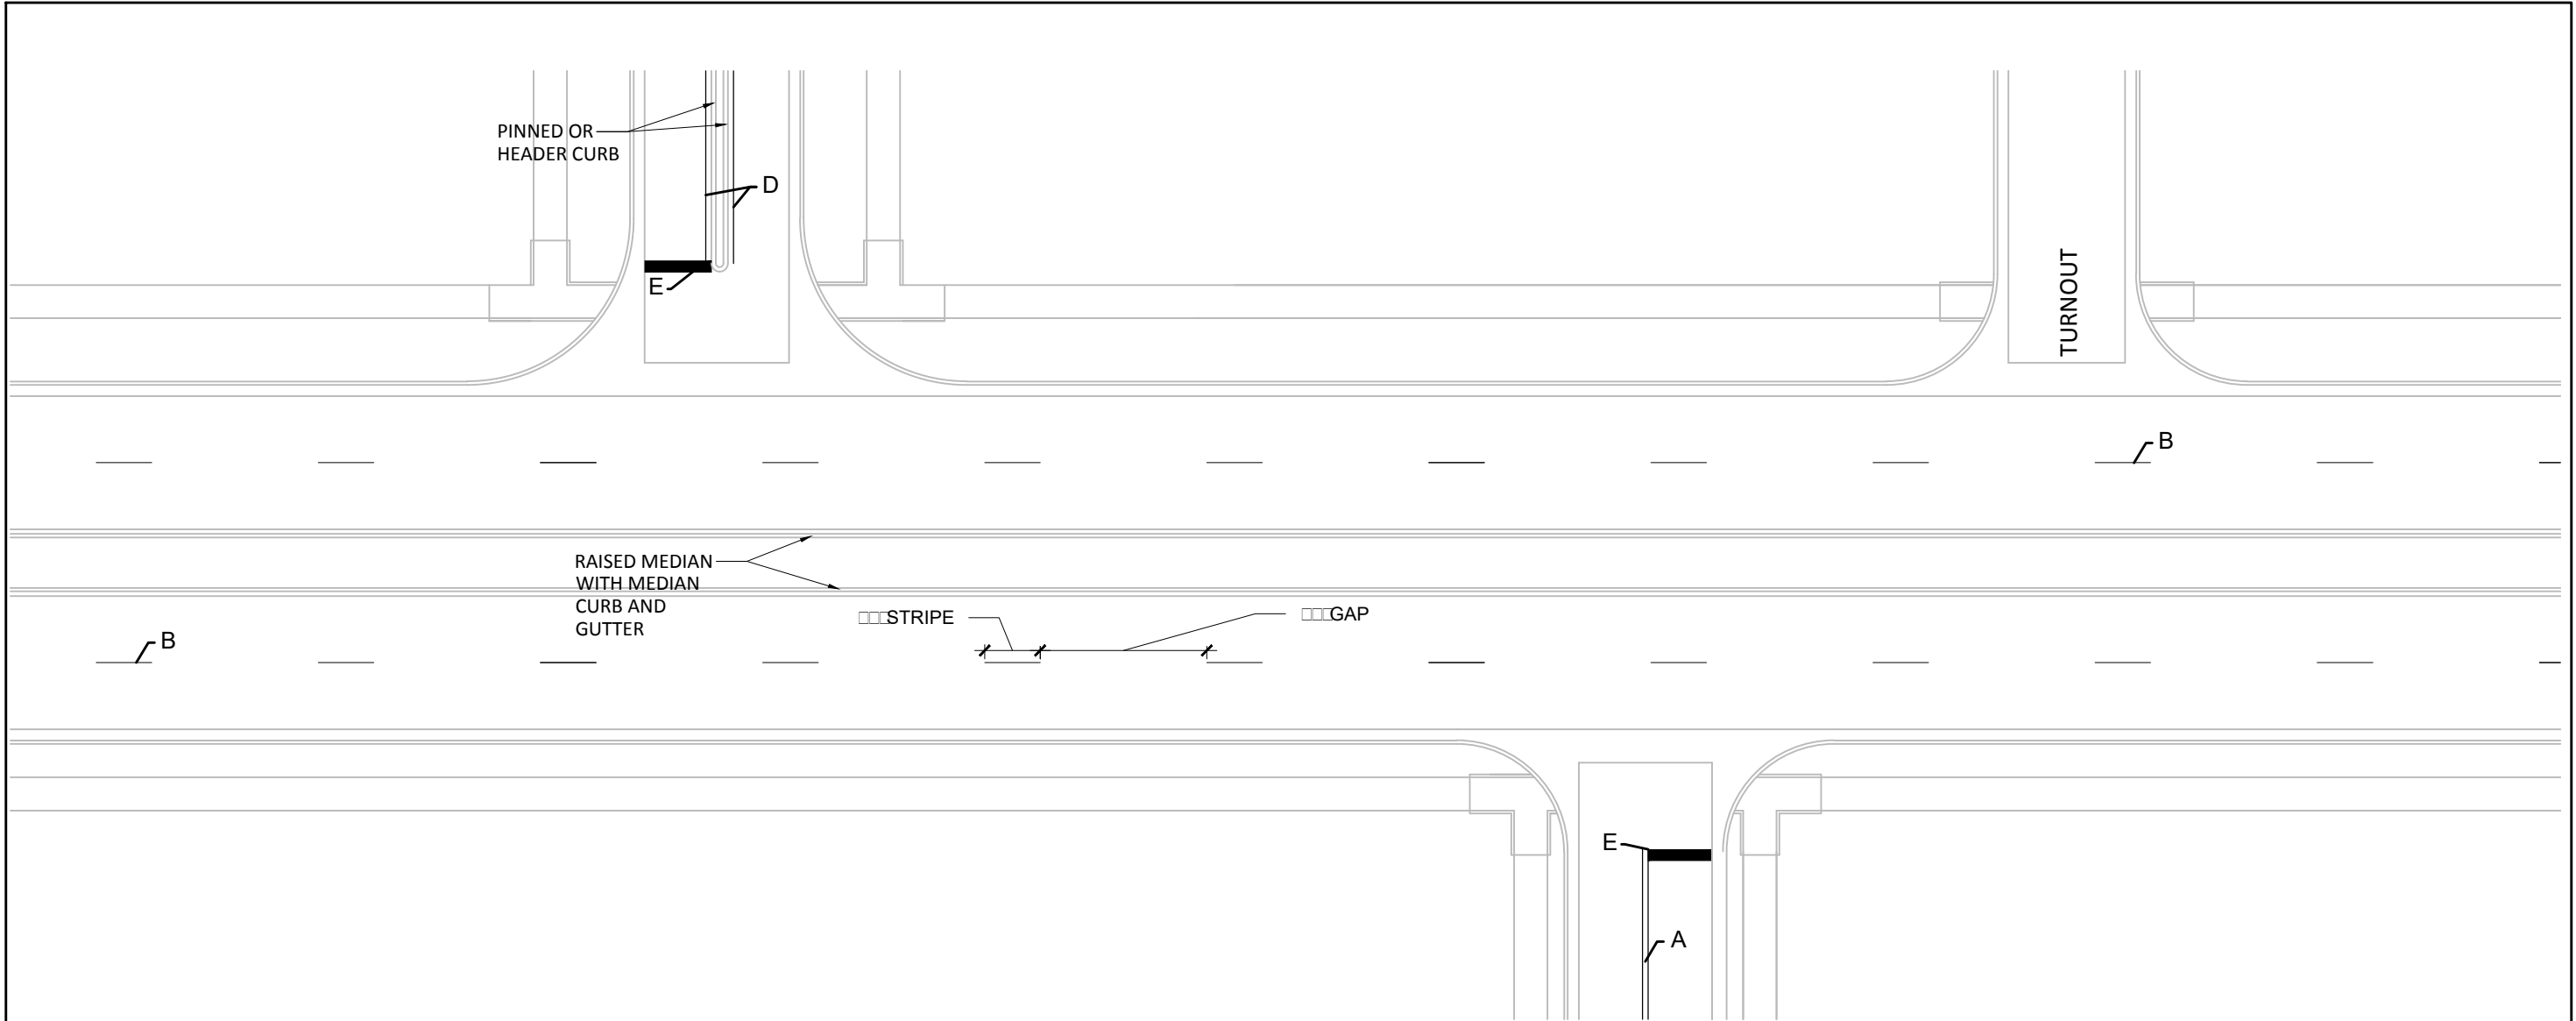 PINNED OR
HEADER CURB
D
E
TURNOUT
B
RAISED MEDIAN
WITH MEDIAN
CURB AND
GUTTER
□□□STRIPE
□□□GAP
B
E
A